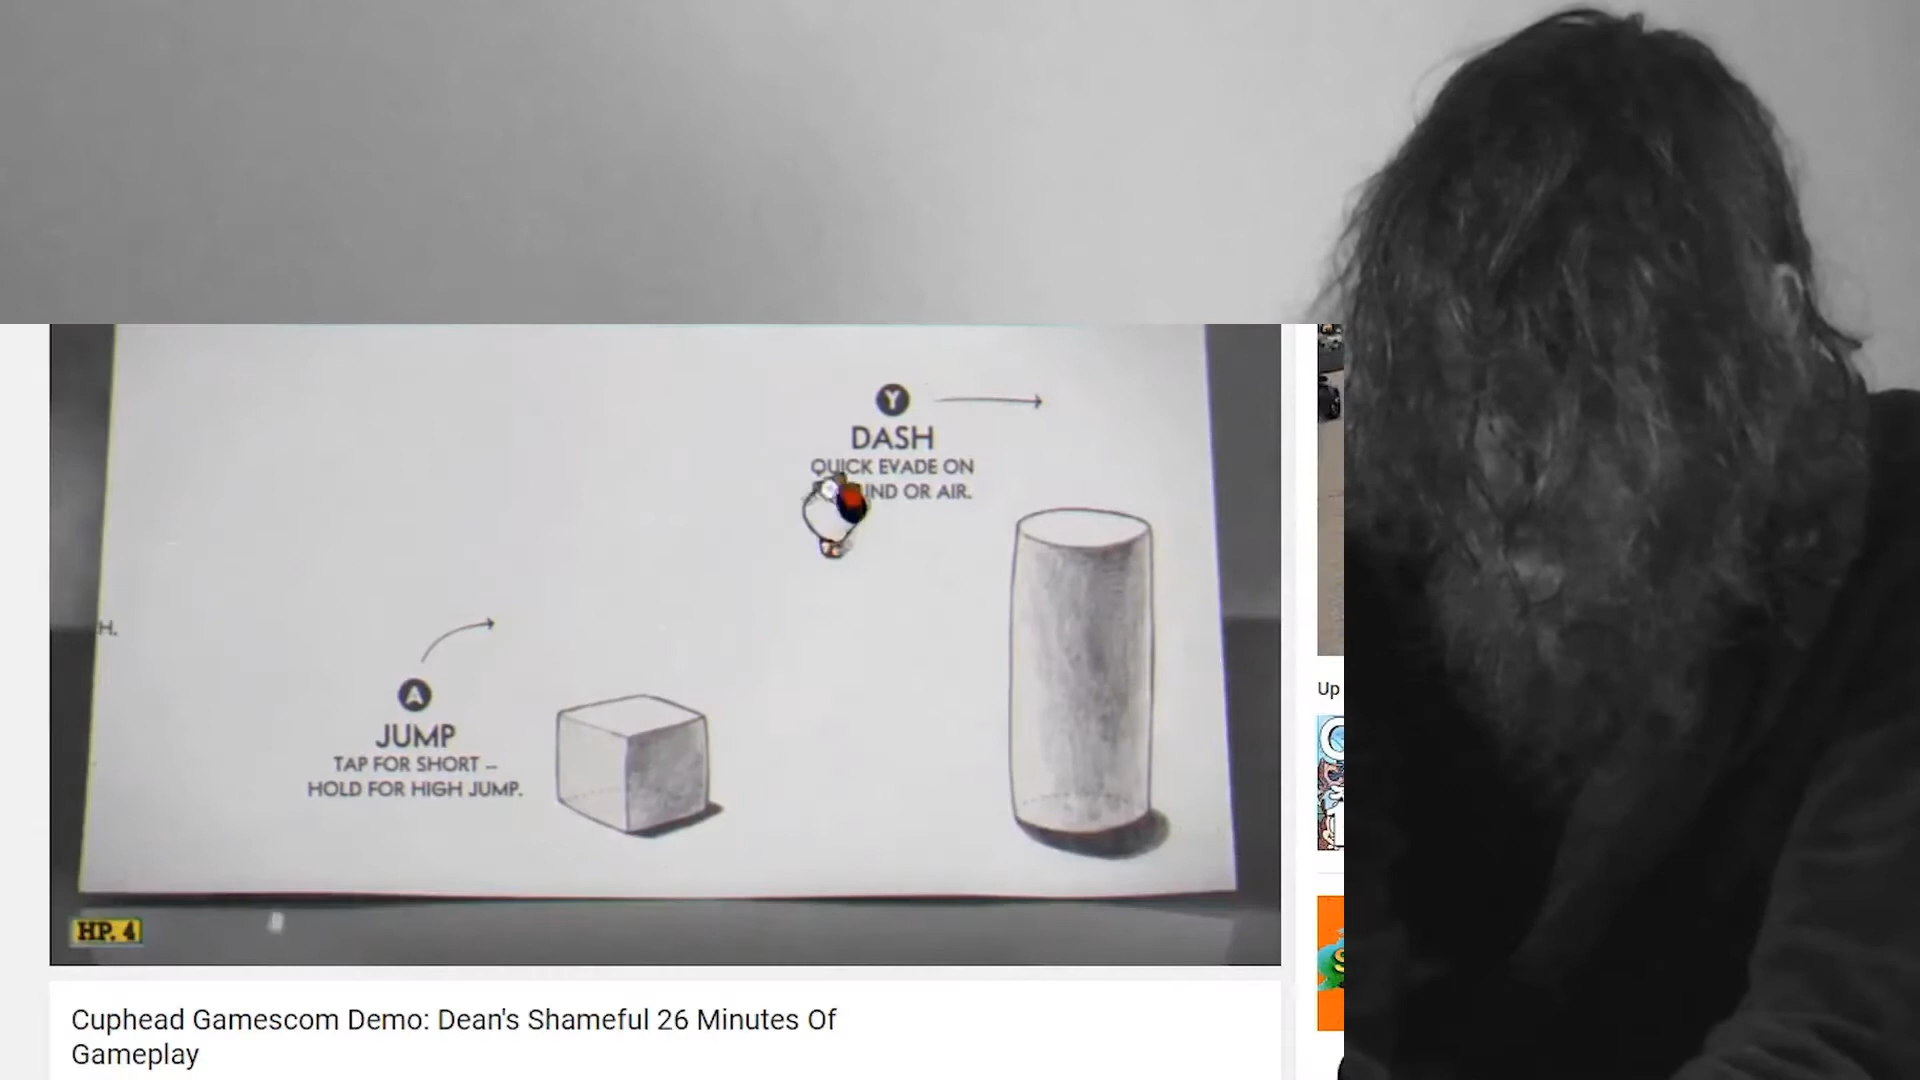 Y
DASH
QUICK EVADE ON
IND OR AIR.
H.
A
JUMP
TAP FOR SHORT –
HOLD FOR HIGH JUMP.
HP. 4
Up
Cuphead Gamescom Demo: Dean's Shameful 26 Minutes Of
Gameplay